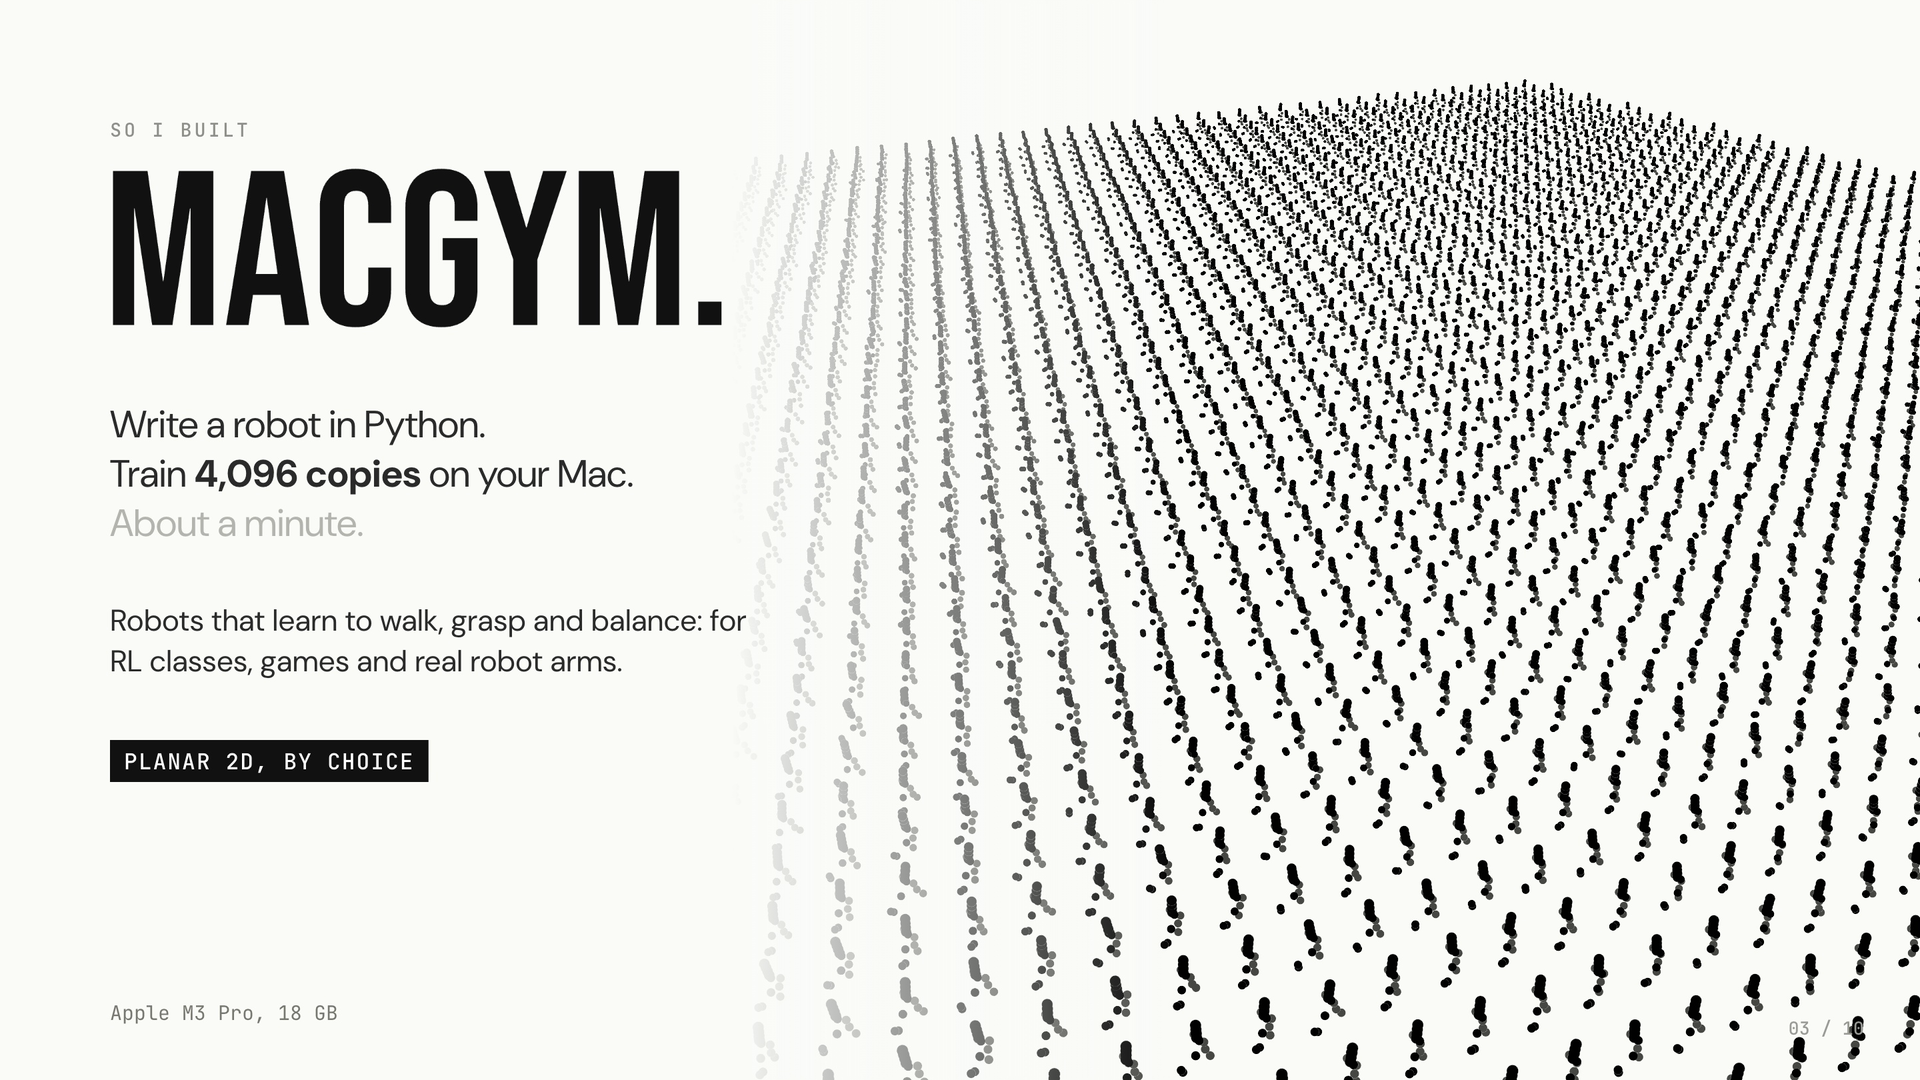 SO I BUILT
MACGYM.
Write a robot in Python.
Train 4,096 copies on your Mac.
About a minute.
Robots that learn to walk, grasp and balance: for
RL classes, games and real robot arms.
PLANAR 2D, BY CHOICE
Apple M3 Pro, 18 GB
03 / 10